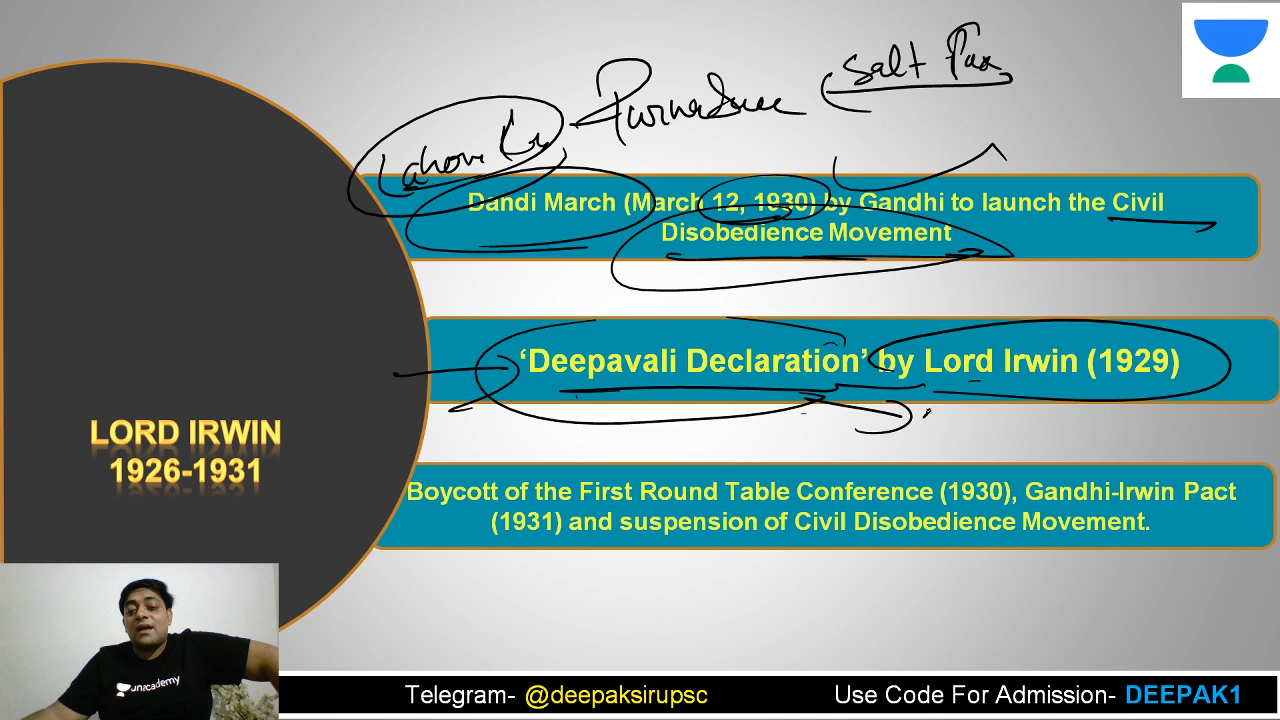 Salt Tax
Lahore
Dandi March (March 12, 1930) by Gandhi to launch the Civil
Disobedience Movement
‘Deepavali Declaration’ by Lord Irwin (1929)
LORD IRWIN
1926-1931
Boycott of the First Round Table Conference (1930), Gandhi-Irwin Pact
(1931) and suspension of Civil Disobedience Movement.
unacademy
Telegram- @deepaksirupsc
Use Code For Admission- DEEPAK1